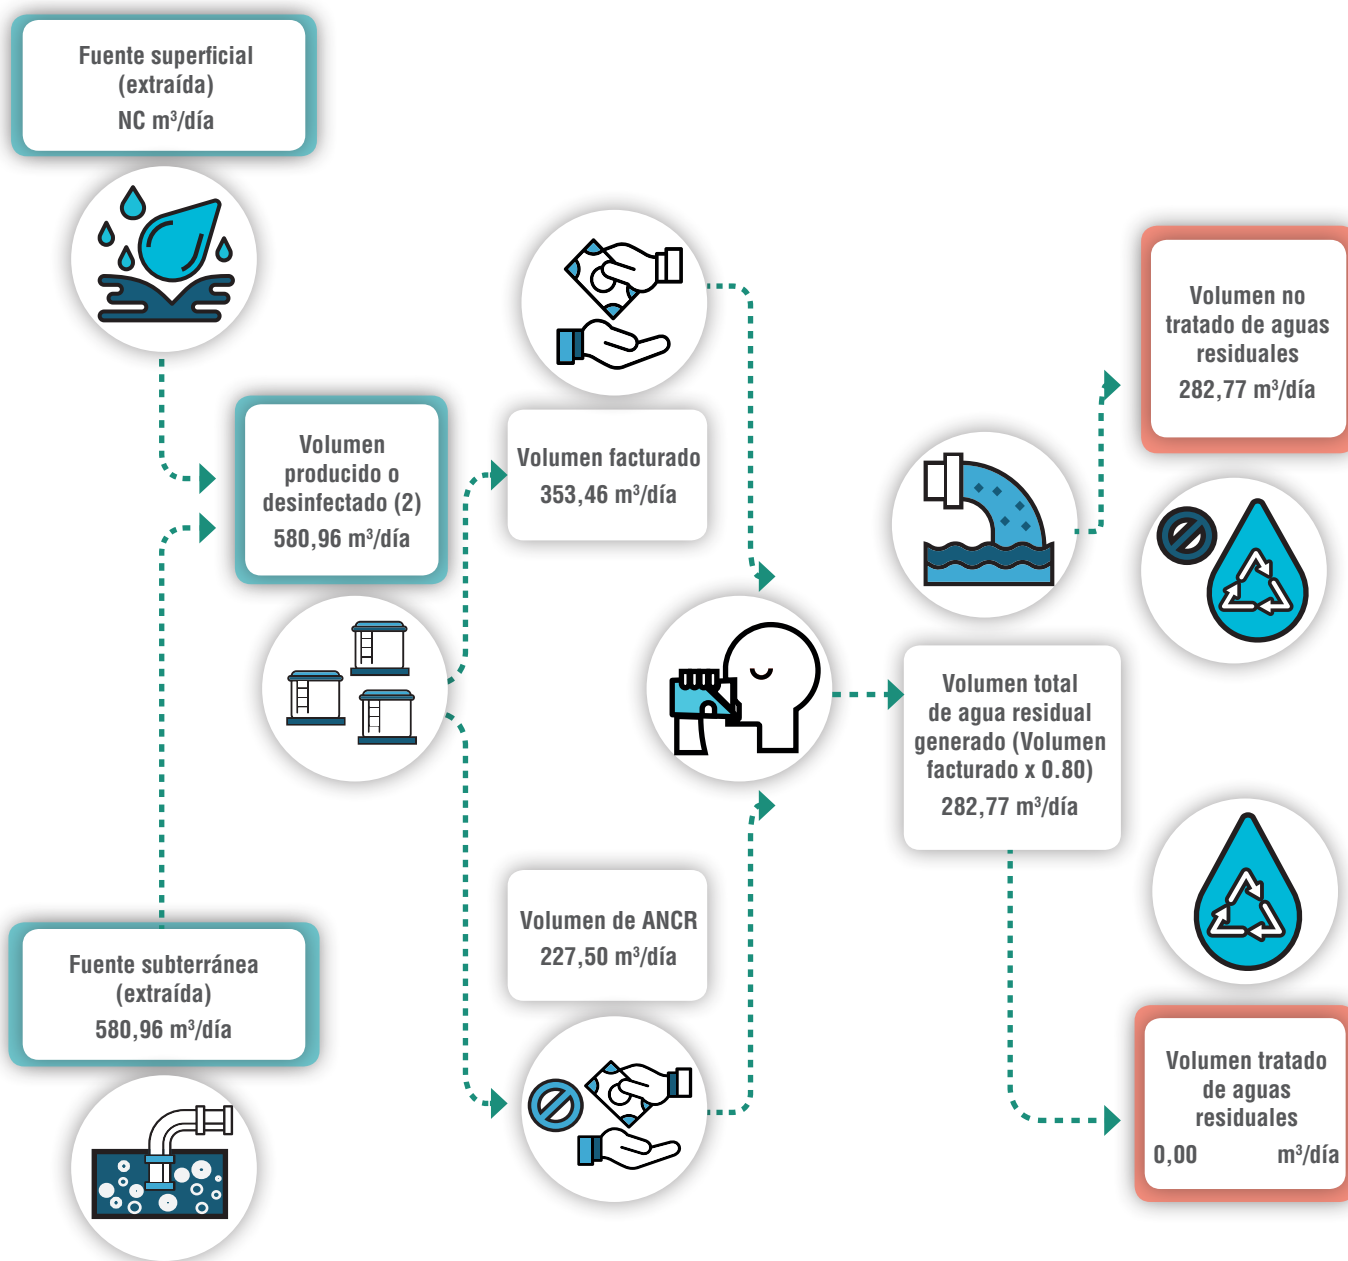 Fuente superficial
(extraída)
NC m³/día
Volumen
producido o
desinfectado (2)
580,96 m³/día
Fuente subterránea
(extraída)
580,96 m³/día
Volumen facturado
353,46 m³/día
Volumen de ANCR
227,50 m³/día
Volumen total
de agua residual
generado (Volumen
facturado x 0.80)
282,77 m³/día
Volumen no
tratado de aguas
residuales
282,77 m³/día
Volumen tratado
de aguas
residuales
0,00 m³/día